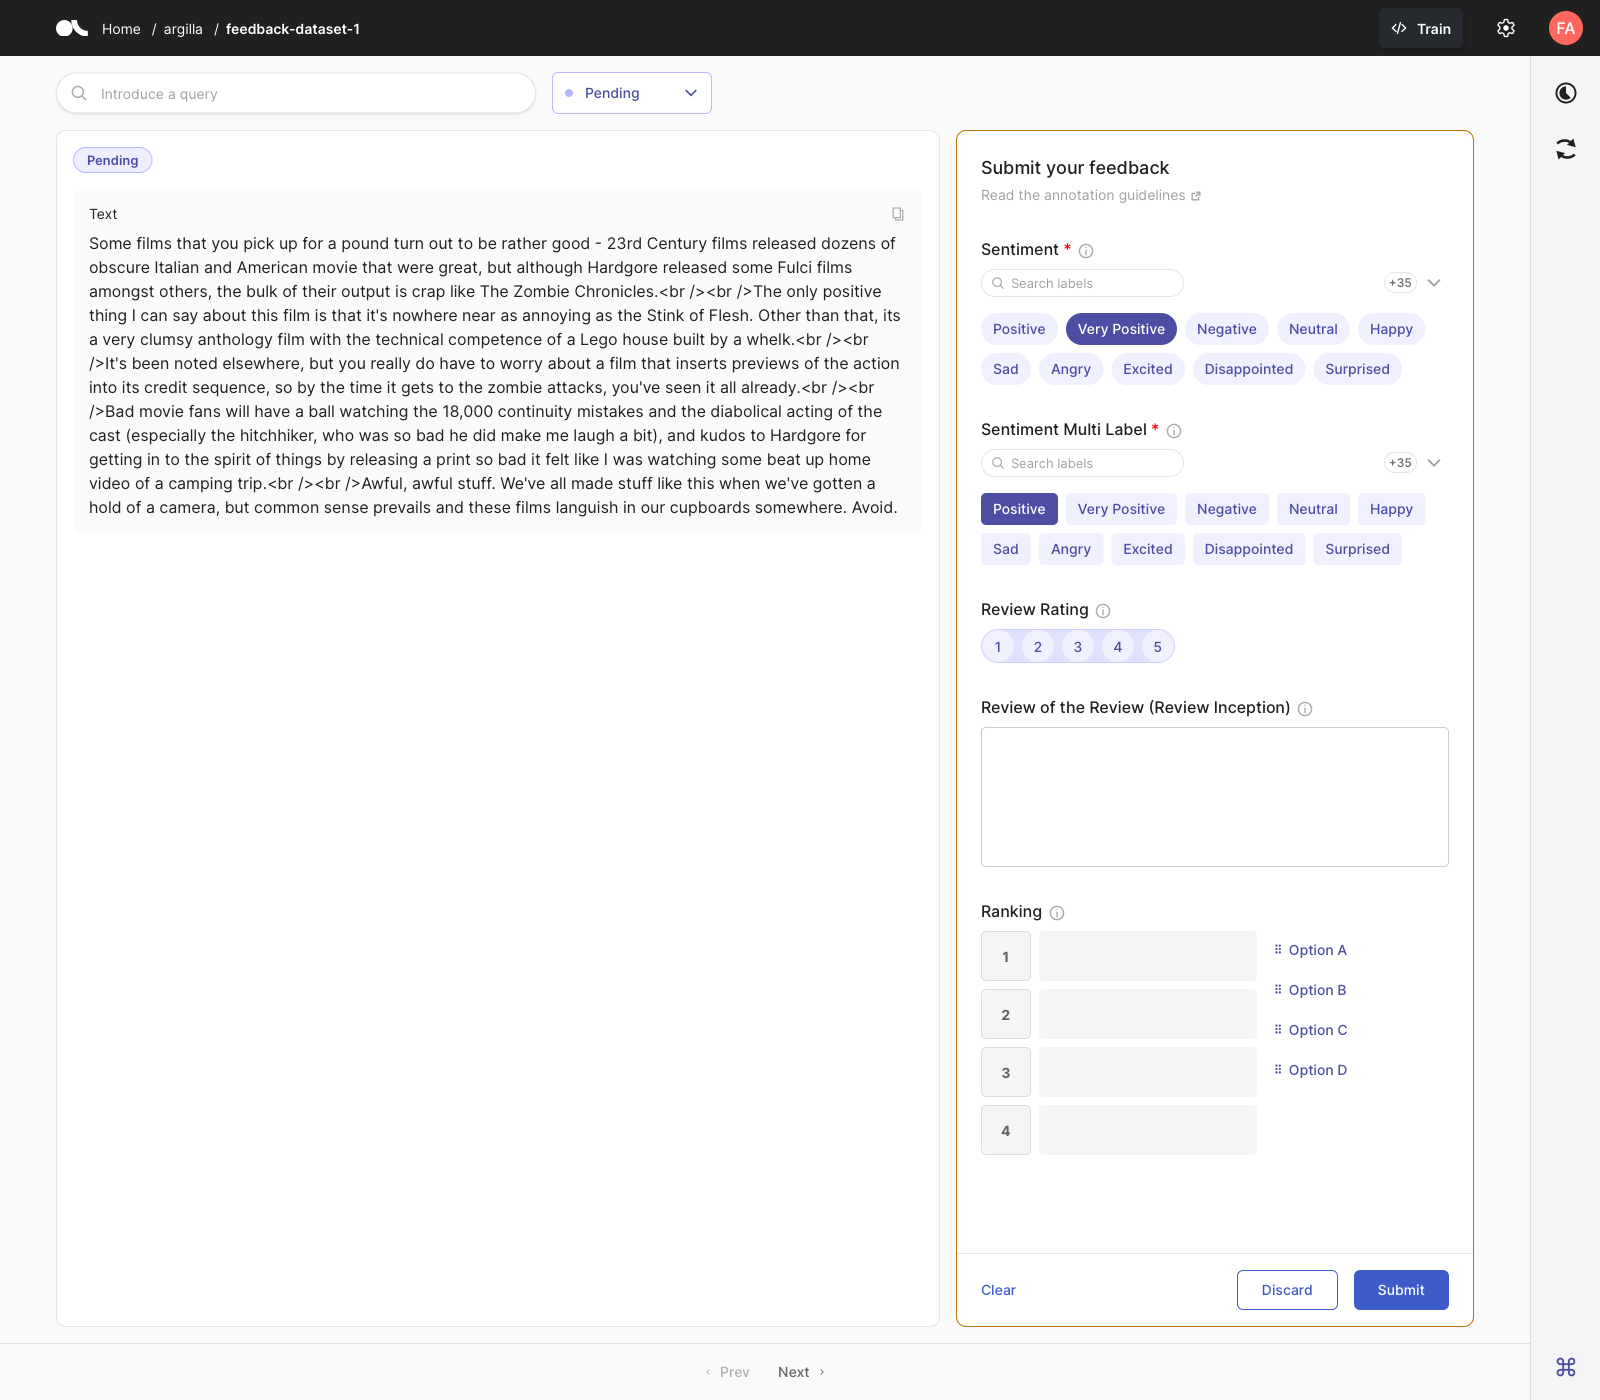 Home / argilla / feedback-dataset-1
Train
FA
Introduce a query
Pending
Pending
Text
Some films that you pick up for a pound turn out to be rather good - 23rd Century films released dozens of
obscure Italian and American movie that were great, but although Hardgore released some Fulci films
amongst others, the bulk of their output is crap like The Zombie Chronicles.<br /><br />The only positive
thing I can say about this film is that it's nowhere near as annoying as the Stink of Flesh. Other than that, its
a very clumsy anthology film with the technical competence of a Lego house built by a whelk.<br /><br
/>It's been noted elsewhere, but you really do have to worry about a film that inserts previews of the action
into its credit sequence, so by the time it gets to the zombie attacks, you've seen it all already.<br /><br
/>Bad movie fans will have a ball watching the 18,000 continuity mistakes and the diabolical acting of the
cast (especially the hitchhiker, who was so bad he did make me laugh a bit), and kudos to Hardgore for
getting in to the spirit of things by releasing a print so bad it felt like I was watching some beat up home
video of a camping trip.<br /><br />Awful, awful stuff. We've all made stuff like this when we've gotten a
hold of a camera, but common sense prevails and these films languish in our cupboards somewhere. Avoid.
Submit your feedback
Read the annotation guidelines
Sentiment *
Search labels
+35
Positive Very Positive Negative Neutral Happy
Sad Angry Excited Disappointed Surprised
Sentiment Multi Label *
Search labels
+35
Positive Very Positive Negative Neutral Happy
Sad Angry Excited Disappointed Surprised
Review Rating
1 2 3 4 5
Review of the Review (Review Inception)
Ranking
1
2
3
4
Option A
Option B
Option C
Option D
Clear
Discard
Submit
< Prev
Next >